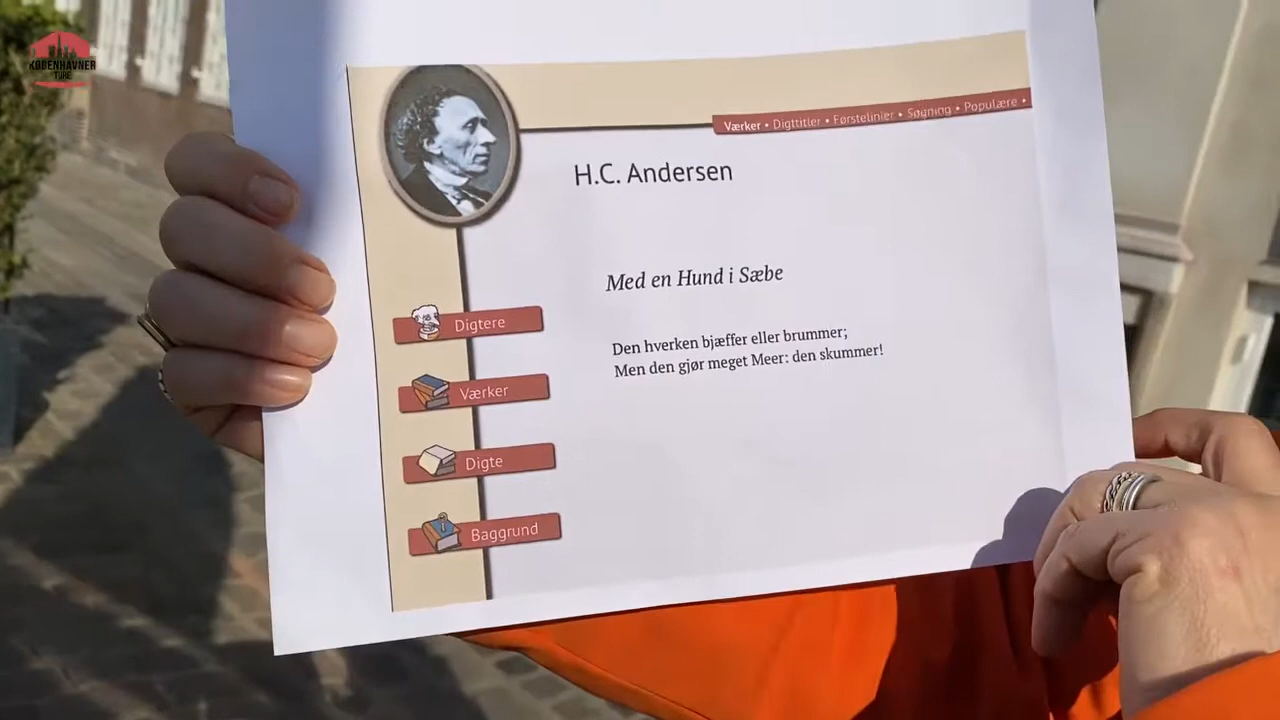 KØBENHAVNER
TURE
Værker • Digttitler • Førstelinier • Søgning • Populære •
H.C. Andersen
Med en Hund i Sæbe
Den hverken bjæffer eller brummer;
Men den gjør meget Meer: den skummer!
Digtere
Værker
Digte
Baggrund